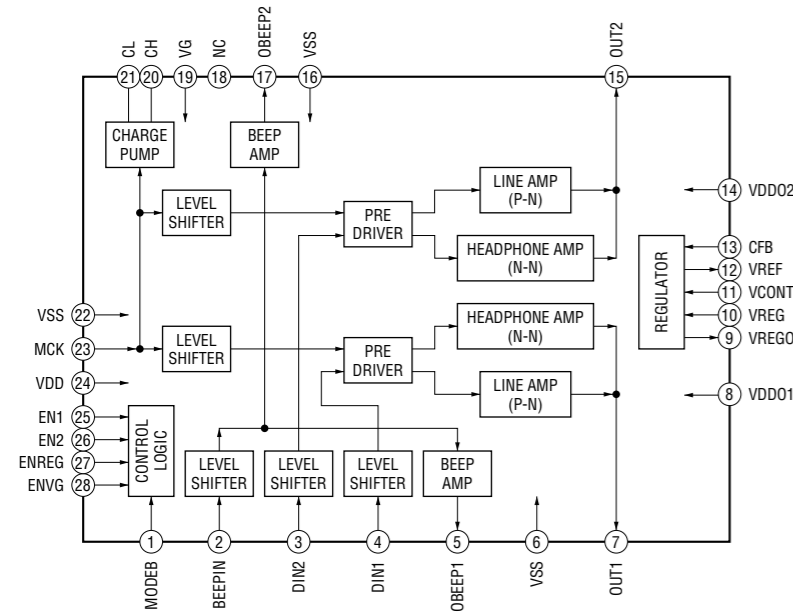 CL
CH
VG
NC
OBEEP2
VSS
OUT2
21
20
19
18
17
16
15
CHARGE
PUMP
BEEP
AMP
LEVEL
SHIFTER
PRE
DRIVER
LINE AMP
(P-N)
HEADPHONE AMP
(N-N)
14 VDDO2
13 CFB
12 VREF
11 VCONT
10 VREG
9 VREGO
8 VDDO1
REGULATOR
VSS 22
MCK 23
VDD 24
EN1 25
EN2 26
ENREG 27
ENVG 28
LEVEL
SHIFTER
PRE
DRIVER
HEADPHONE AMP
(N-N)
LINE AMP
(P-N)
CONTROL
LOGIC
LEVEL
SHIFTER
LEVEL
SHIFTER
LEVEL
SHIFTER
BEEP
AMP
1
2
3
4
5
6
7
MODEB
BEEPIN
DIN2
DIN1
OBEEP1
VSS
OUT1